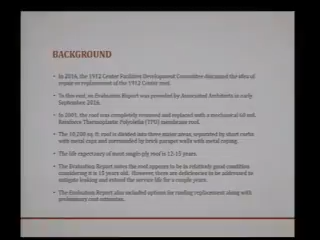 BACKGROUND
• In 2016, the 1912 Center Facilities Development Committee discussed the idea of
repair or replacement of the 1912 Center roof.
• To this end, an Evaluation Report was provided by Associated Architects in early
September 2016.
• In 2001, the roof was completely removed and replaced with a mechanical 60 mil.
Thermoplastic Polyolefin (TPO) membrane roof.
• The 10,200 sq. ft. roof is divided into three minor areas, separated by short curbs
with metal caps and surrounded by brick parapet walls with metal coping.
• The life expectancy of most single-ply roof is 12-15 years.
• The Evaluation Report notes the roof appears to be in relatively good condition
considering it is 15 years old. However, there are deficiencies to be addressed to
mitigate leaking and extend the service life for a couple years.
• The Evaluation Report also included options for roofing replacement along with
preliminary cost estimates.